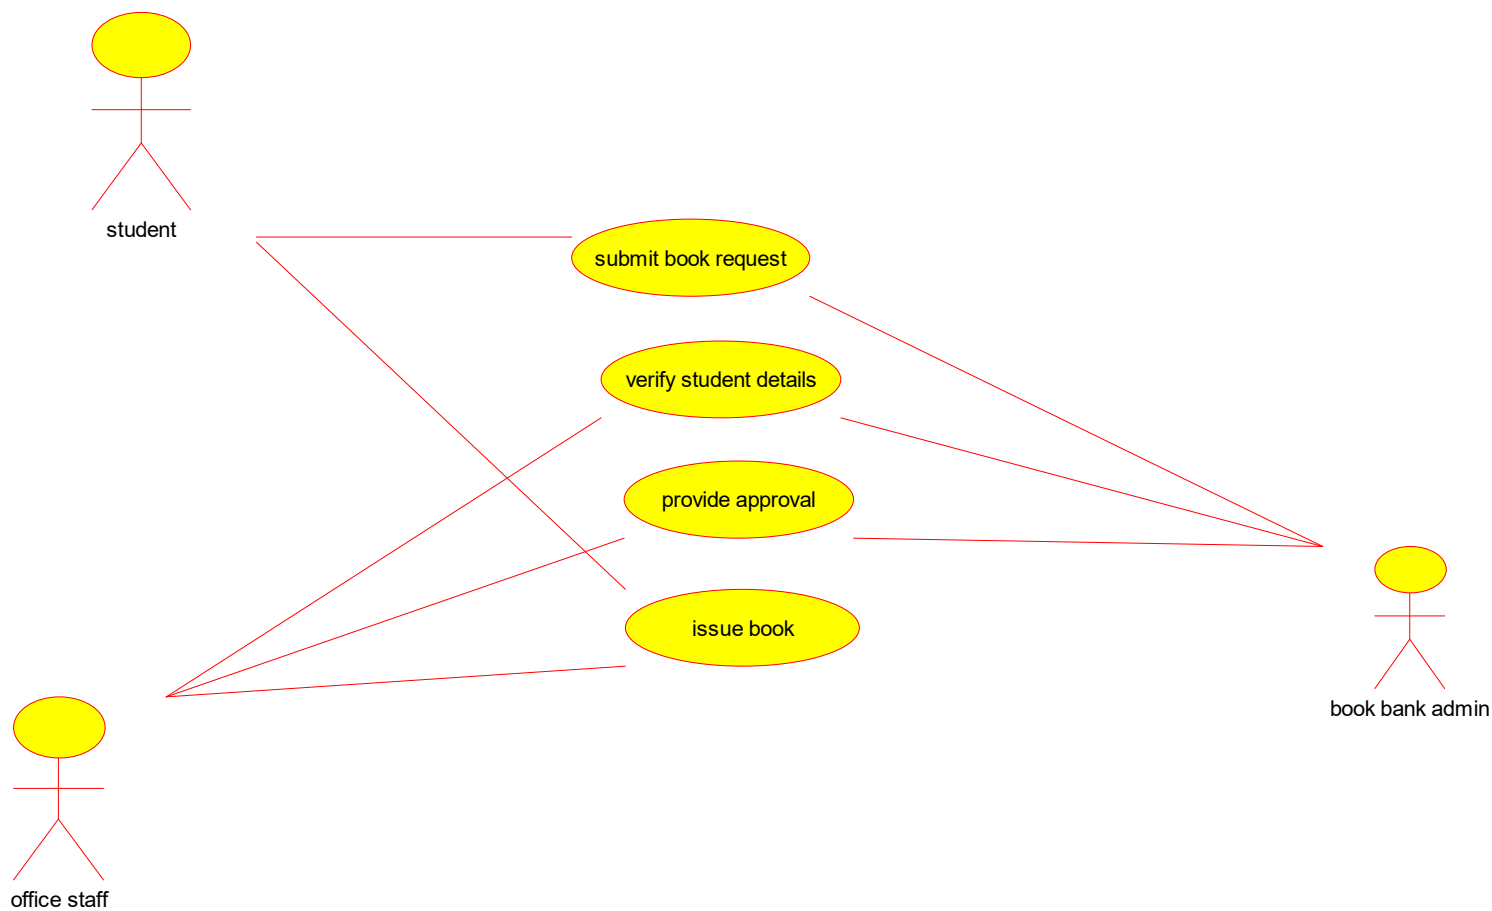 student
submit book request
verify student details
provide approval
issue book
book bank admin
office staff